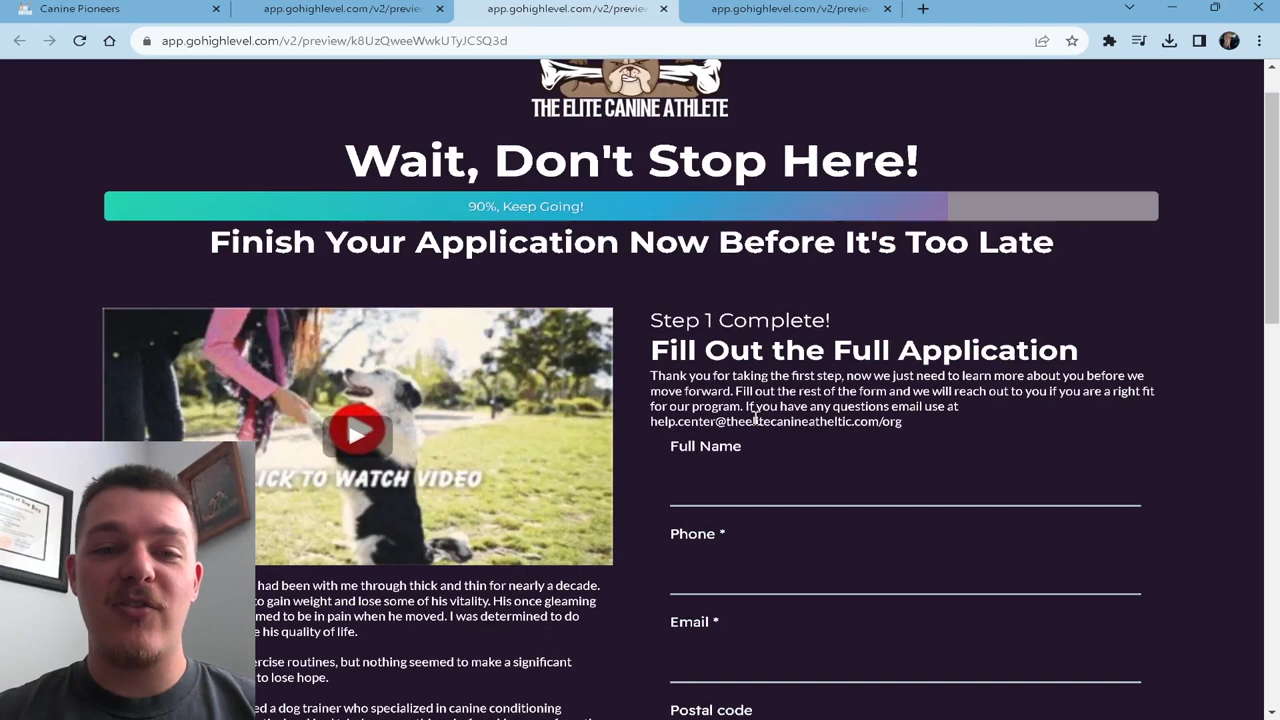 Canine Pioneers
app.gohighlevel.com/v2/previe
app.gohighlevel.com/v2/previe
app.gohighlevel.com/v2/previe
app.gohighlevel.com/v2/preview/k8UzQweeWwkUTyJCSQ3d
THE ELITE CANINE ATHLETE
Wait, Don't Stop Here!
90%, Keep Going!
Finish Your Application Now Before It's Too Late
CLICK TO WATCH VIDEO
had been with me through thick and thin for nearly a decade.
to gain weight and lose some of his vitality. His once gleaming
med to be in pain when he moved. I was determined to do
e his quality of life.
ercise routines, but nothing seemed to make a significant
to lose hope.
ed a dog trainer who specialized in canine conditioning
Step 1 Complete!
Fill Out the Full Application
Thank you for taking the first step, now we just need to learn more about you before we
move forward. Fill out the rest of the form and we will reach out to you if you are a right fit
for our program. If you have any questions email use at
help.center@theelitecanineatheltic.com/org
Full Name
Phone *
Email *
Postal code